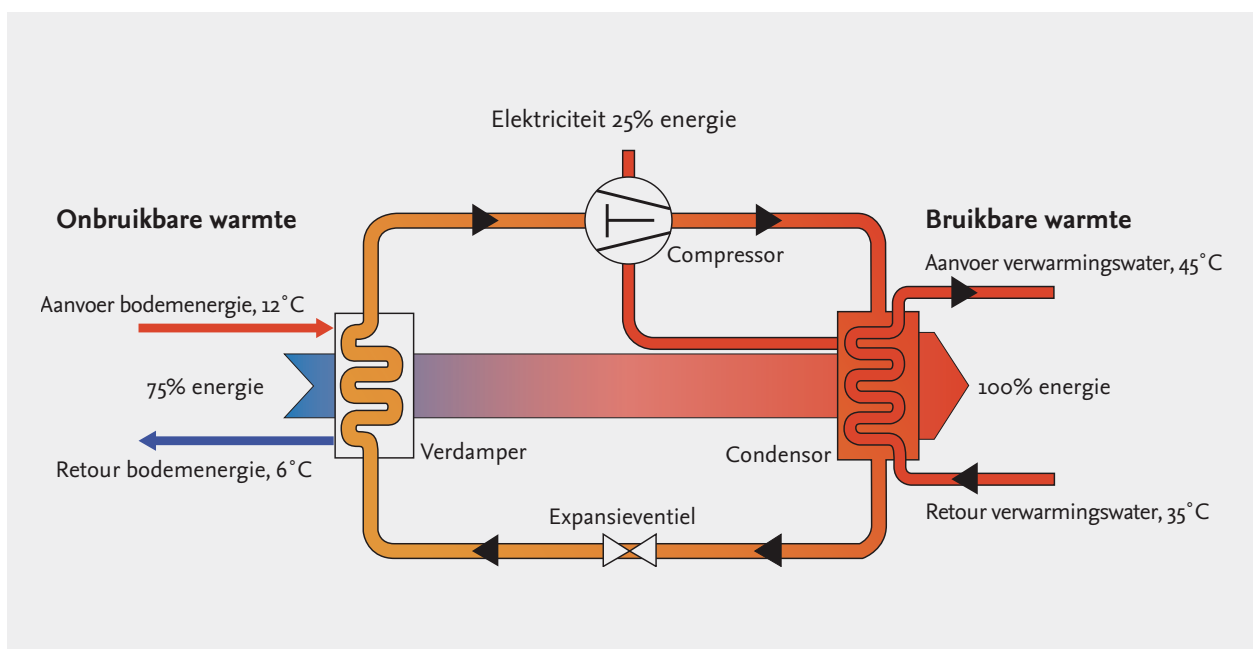 Elektriciteit 25% energie
Onbruikbare warmte
Bruikbare warmte
Compressor
Aanvoer verwarmingswater, 45°C
Aanvoer bodemenergie, 12°C
75% energie
100% energie
Verdamper
Condensor
Retour bodemenergie, 6°C
Expansieventiel
Retour verwarmingswater, 35°C